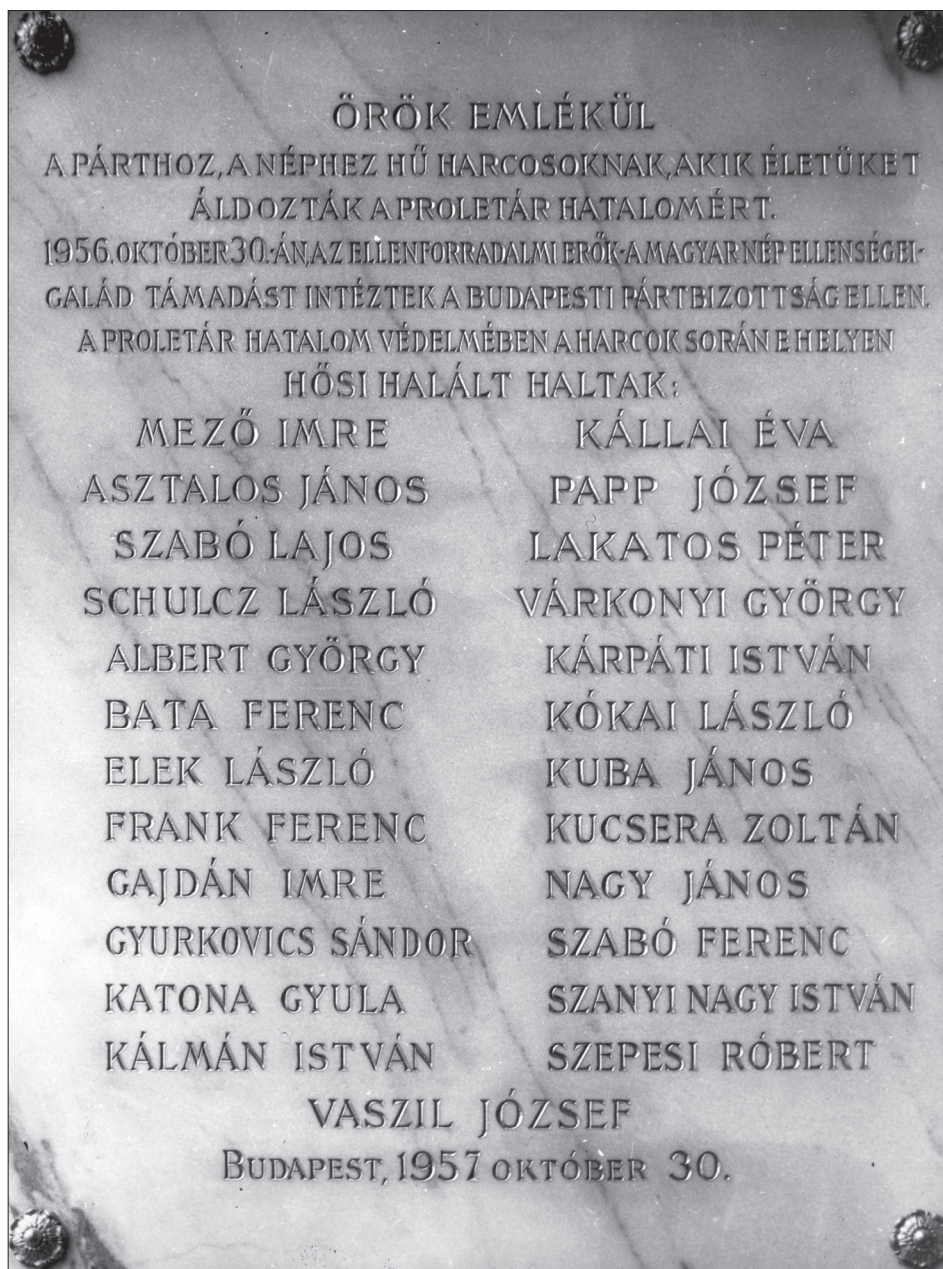 ÖRÖK EMLÉKÜL
A PÁRTHOZ, A NÉPHEZ HŰ HARCOSOKNAK, AKIK ÉLETÜKET
ÁLDOZTÁK A PROLETÁR HATALOMÉRT.
1956. OKTÓBER 30.-ÁN, AZ ELLENFORRADALMI ERŐK - A MAGYAR NÉP ELLENSÉGEI -
GALÁD TÁMADÁST INTÉZTEK A BUDAPESTI PÁRTBIZOTTSÁG ELLEN.
A PROLETÁR HATALOM VÉDELMÉBEN A HARCOK SORÁN E HELYEN
HŐSI HALÁLT HALTAK:
MEZŐ IMRE KÁLLAI ÉVA
ASZTALOS JÁNOS PAPP JÓZSEF
SZABÓ LAJOS LAKATOS PÉTER
SCHULCZ LÁSZLÓ VÁRKONYI GYÖRGY
ALBERT GYÖRGY KÁRPÁTI ISTVÁN
BATA FERENC KÓKAI LÁSZLÓ
ELEK LÁSZLÓ KUBA JÁNOS
FRANK FERENC KUCSERA ZOLTÁN
GAJDÁN IMRE NAGY JÁNOS
GYURKOVICS SÁNDOR SZABÓ FERENC
KATONA GYULA SZANYI NAGY ISTVÁN
KÁLMÁN ISTVÁN SZEPESI RÓBERT
VASZIL JÓZSEF
BUDAPEST, 1957 OKTÓBER 30.